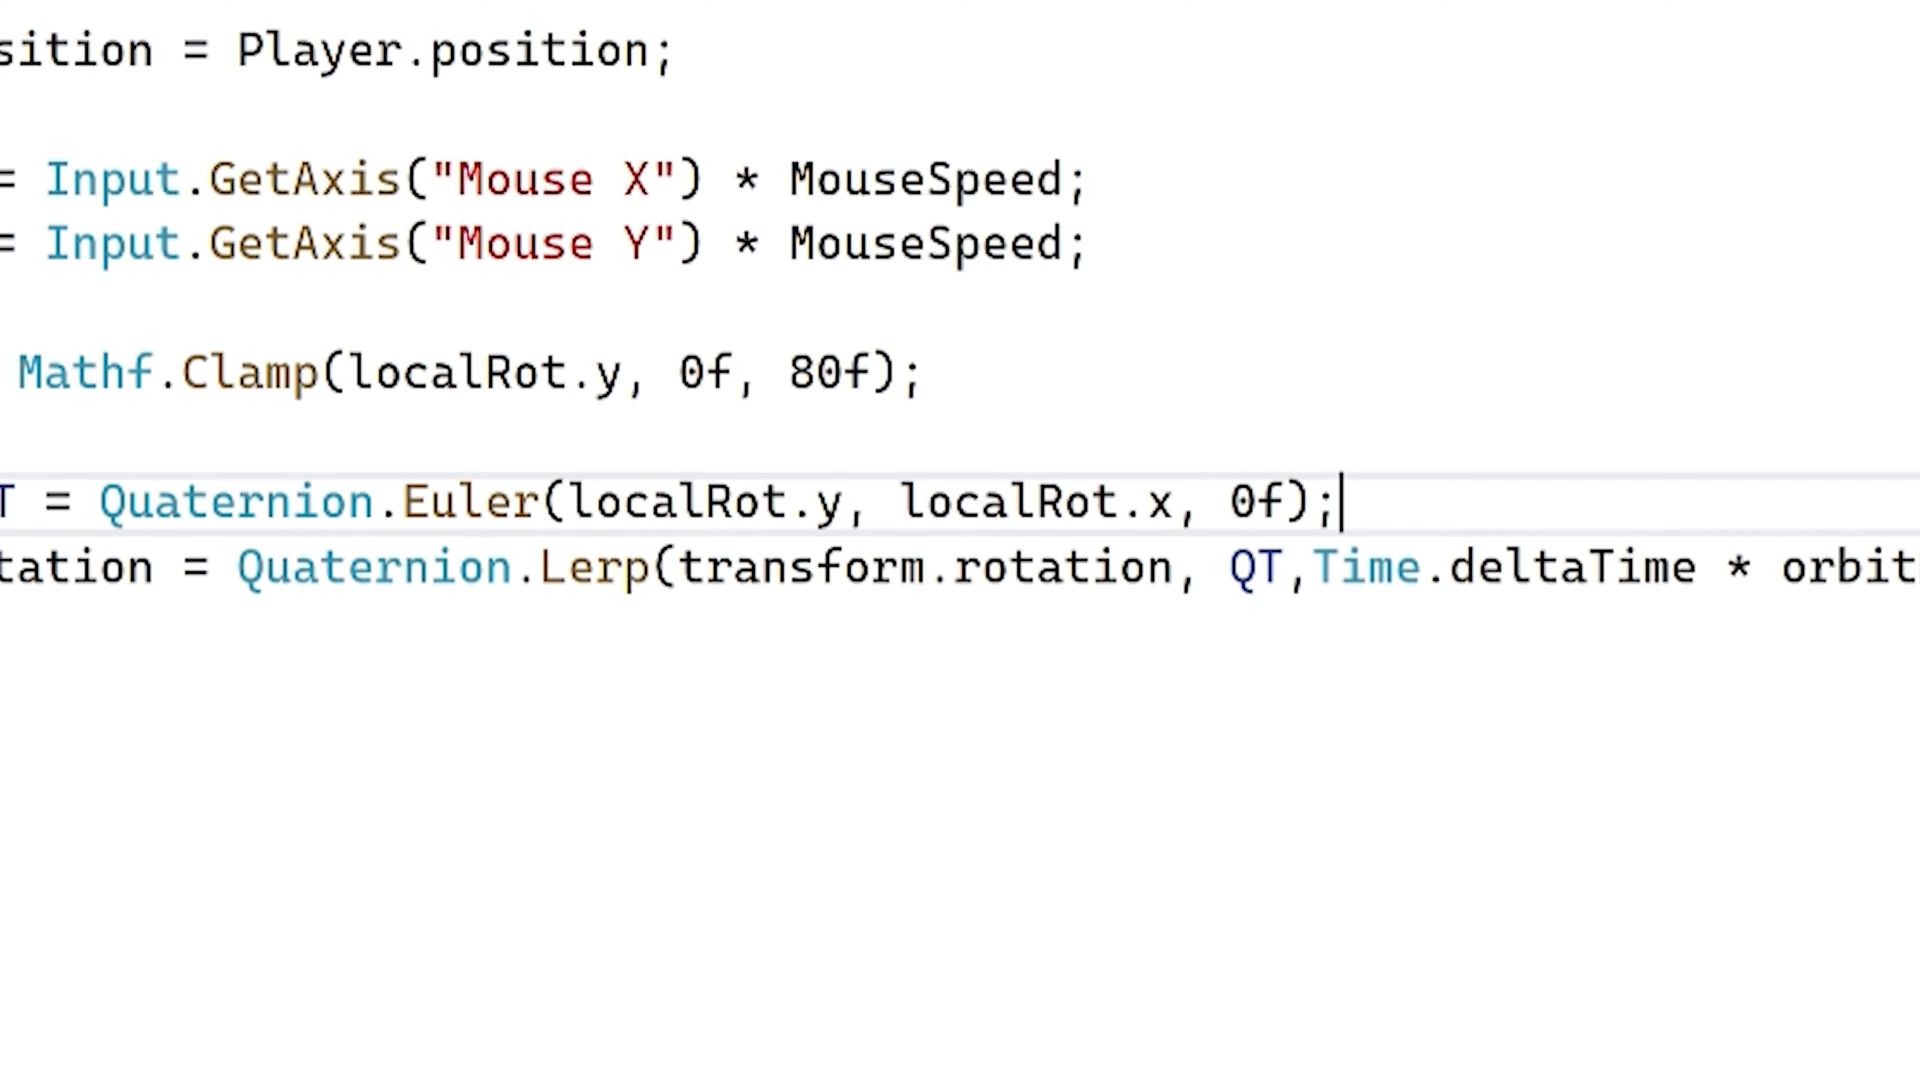 sition = Player.position;
= Input.GetAxis("Mouse X") * MouseSpeed;
= Input.GetAxis("Mouse Y") * MouseSpeed;
Mathf.Clamp(localRot.y, 0f, 80f);
T = Quaternion.Euler(localRot.y, localRot.x, 0f);
tation = Quaternion.Lerp(transform.rotation, QT,Time.deltaTime * orbit